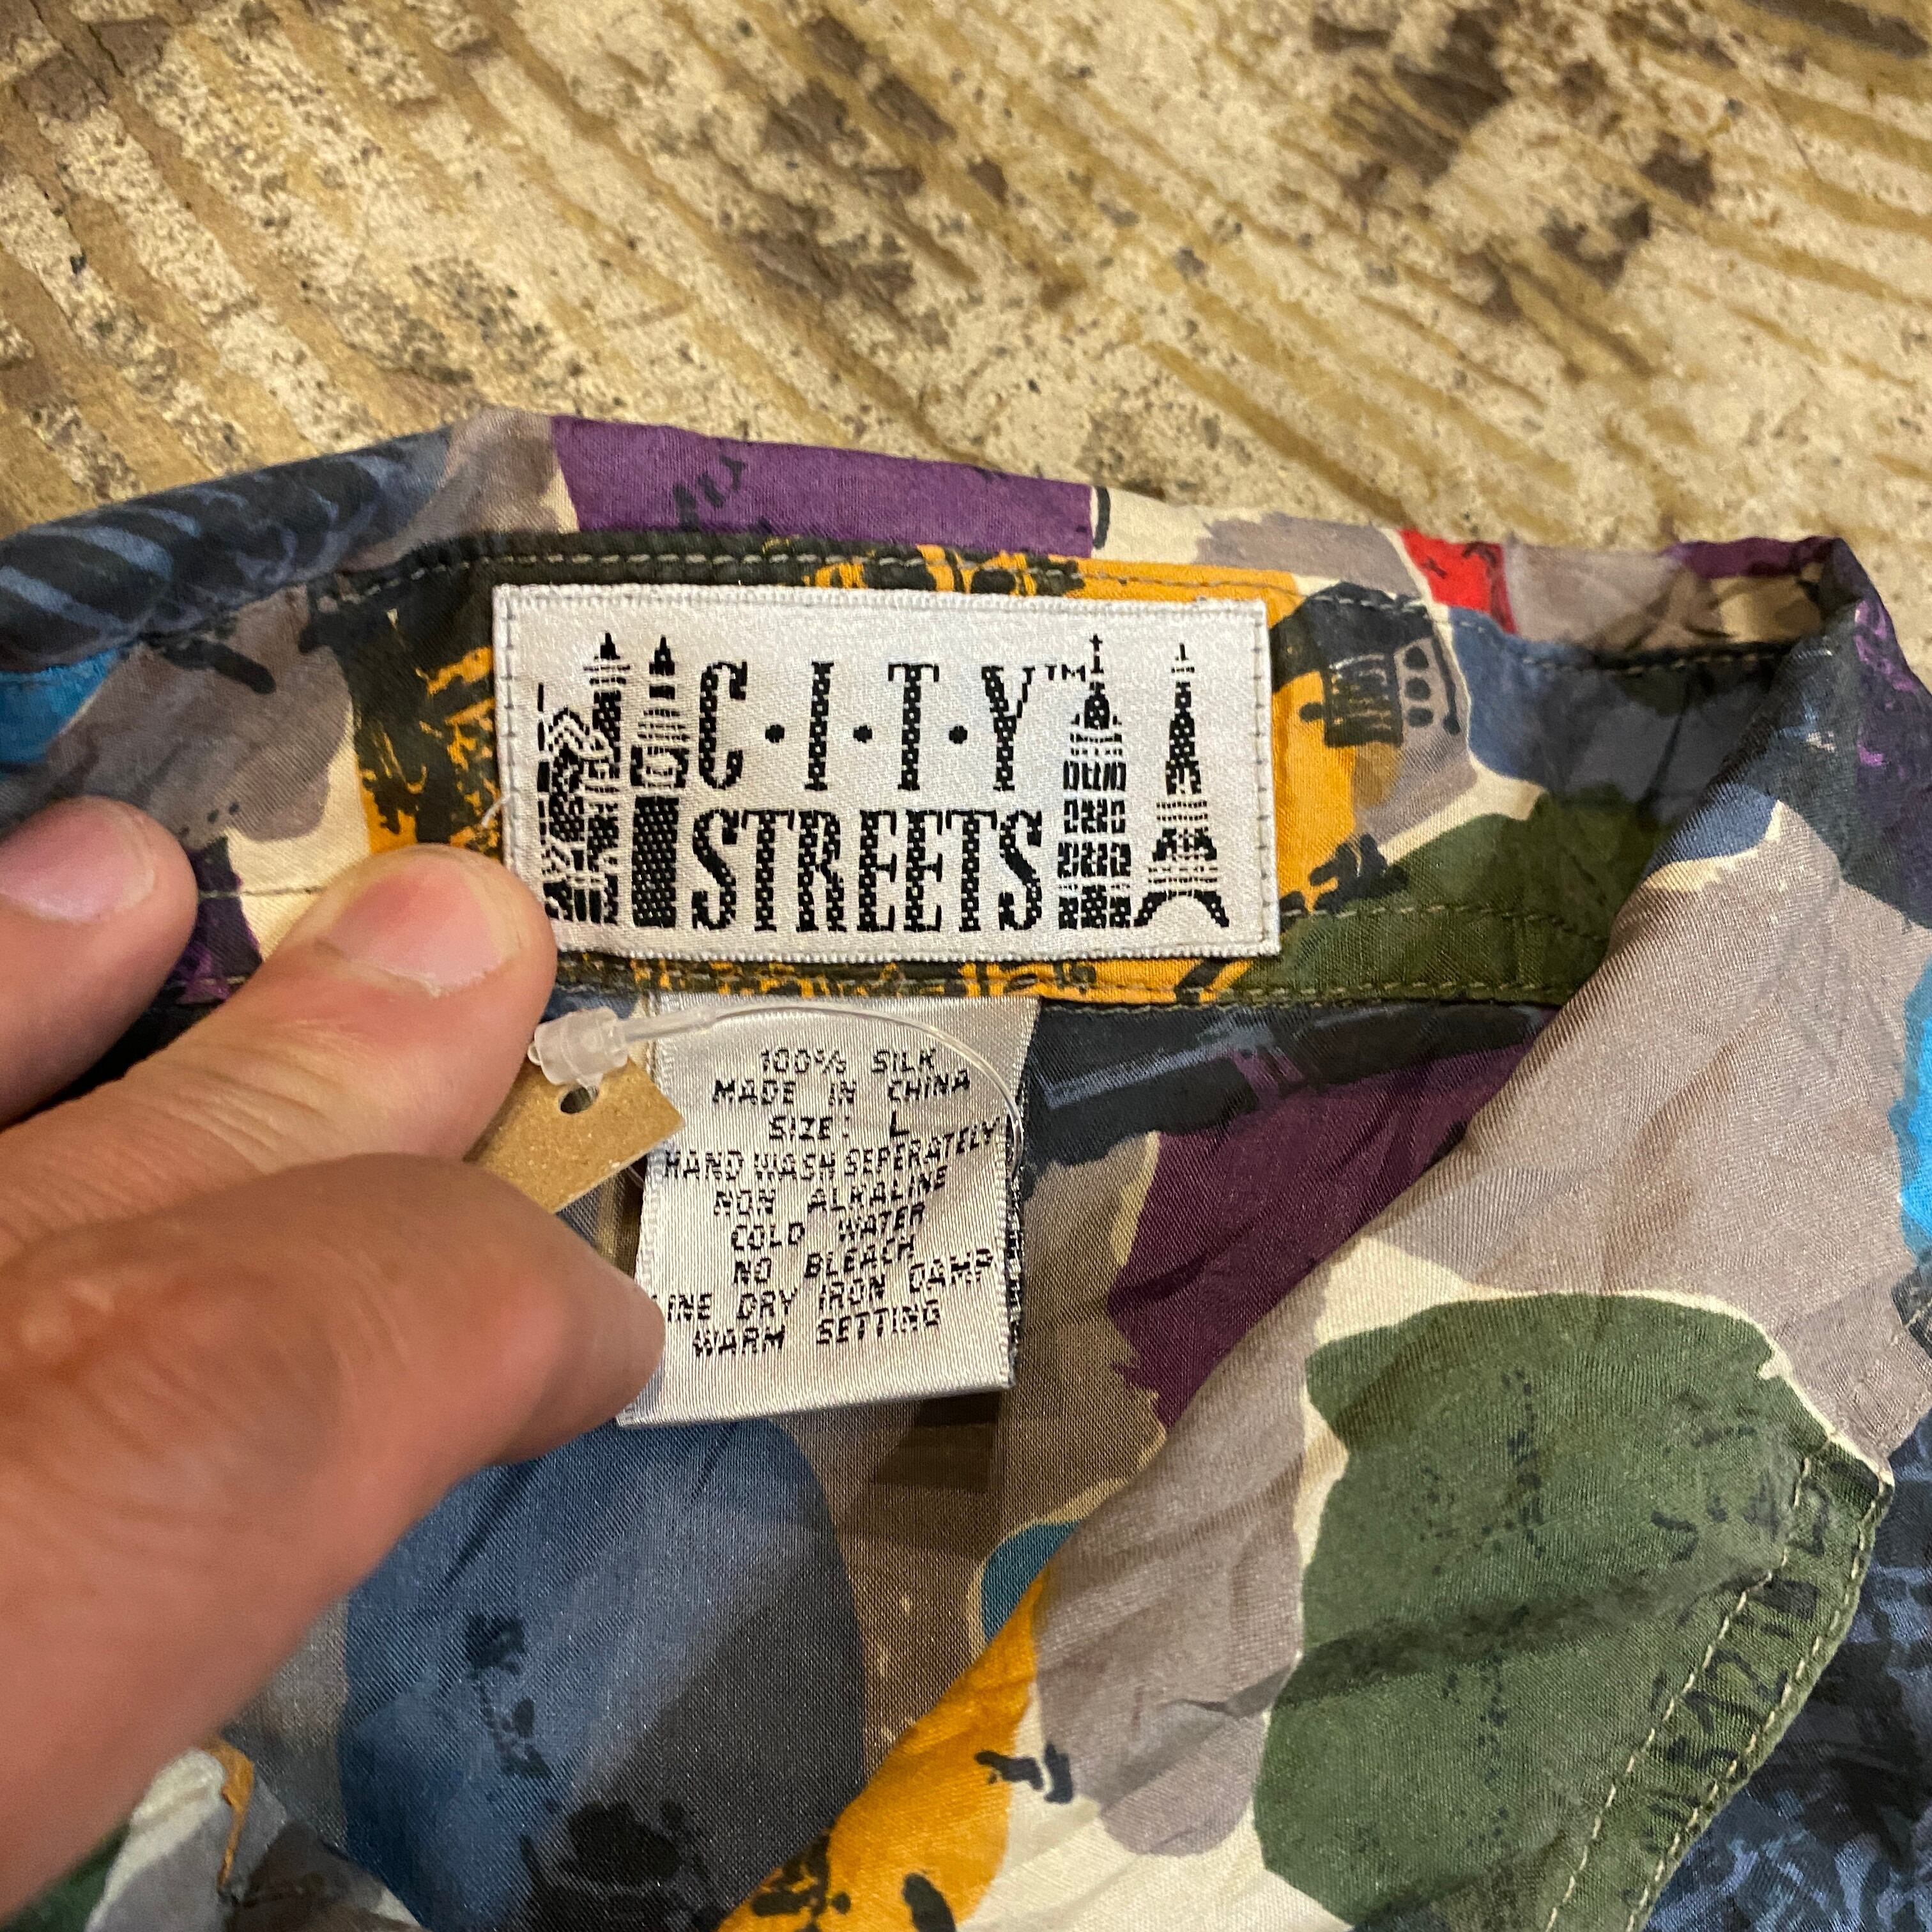 C·I·T·Y™
STREETS
100% SILK
MADE IN CHINA
SIZE: L
HAND WASH SEPERATELY
NON ALKALINE
COLD WATER
NO BLEACH
LINE DRY IRON DAMP
WARM SETTING